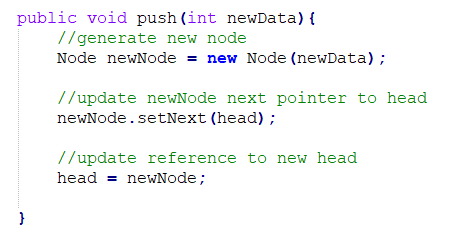 public void push(int newData){
//generate new node
Node newNode = new Node(newData);
//update newNode next pointer to head
newNode.setNext(head);
//update reference to new head
head = newNode;
}